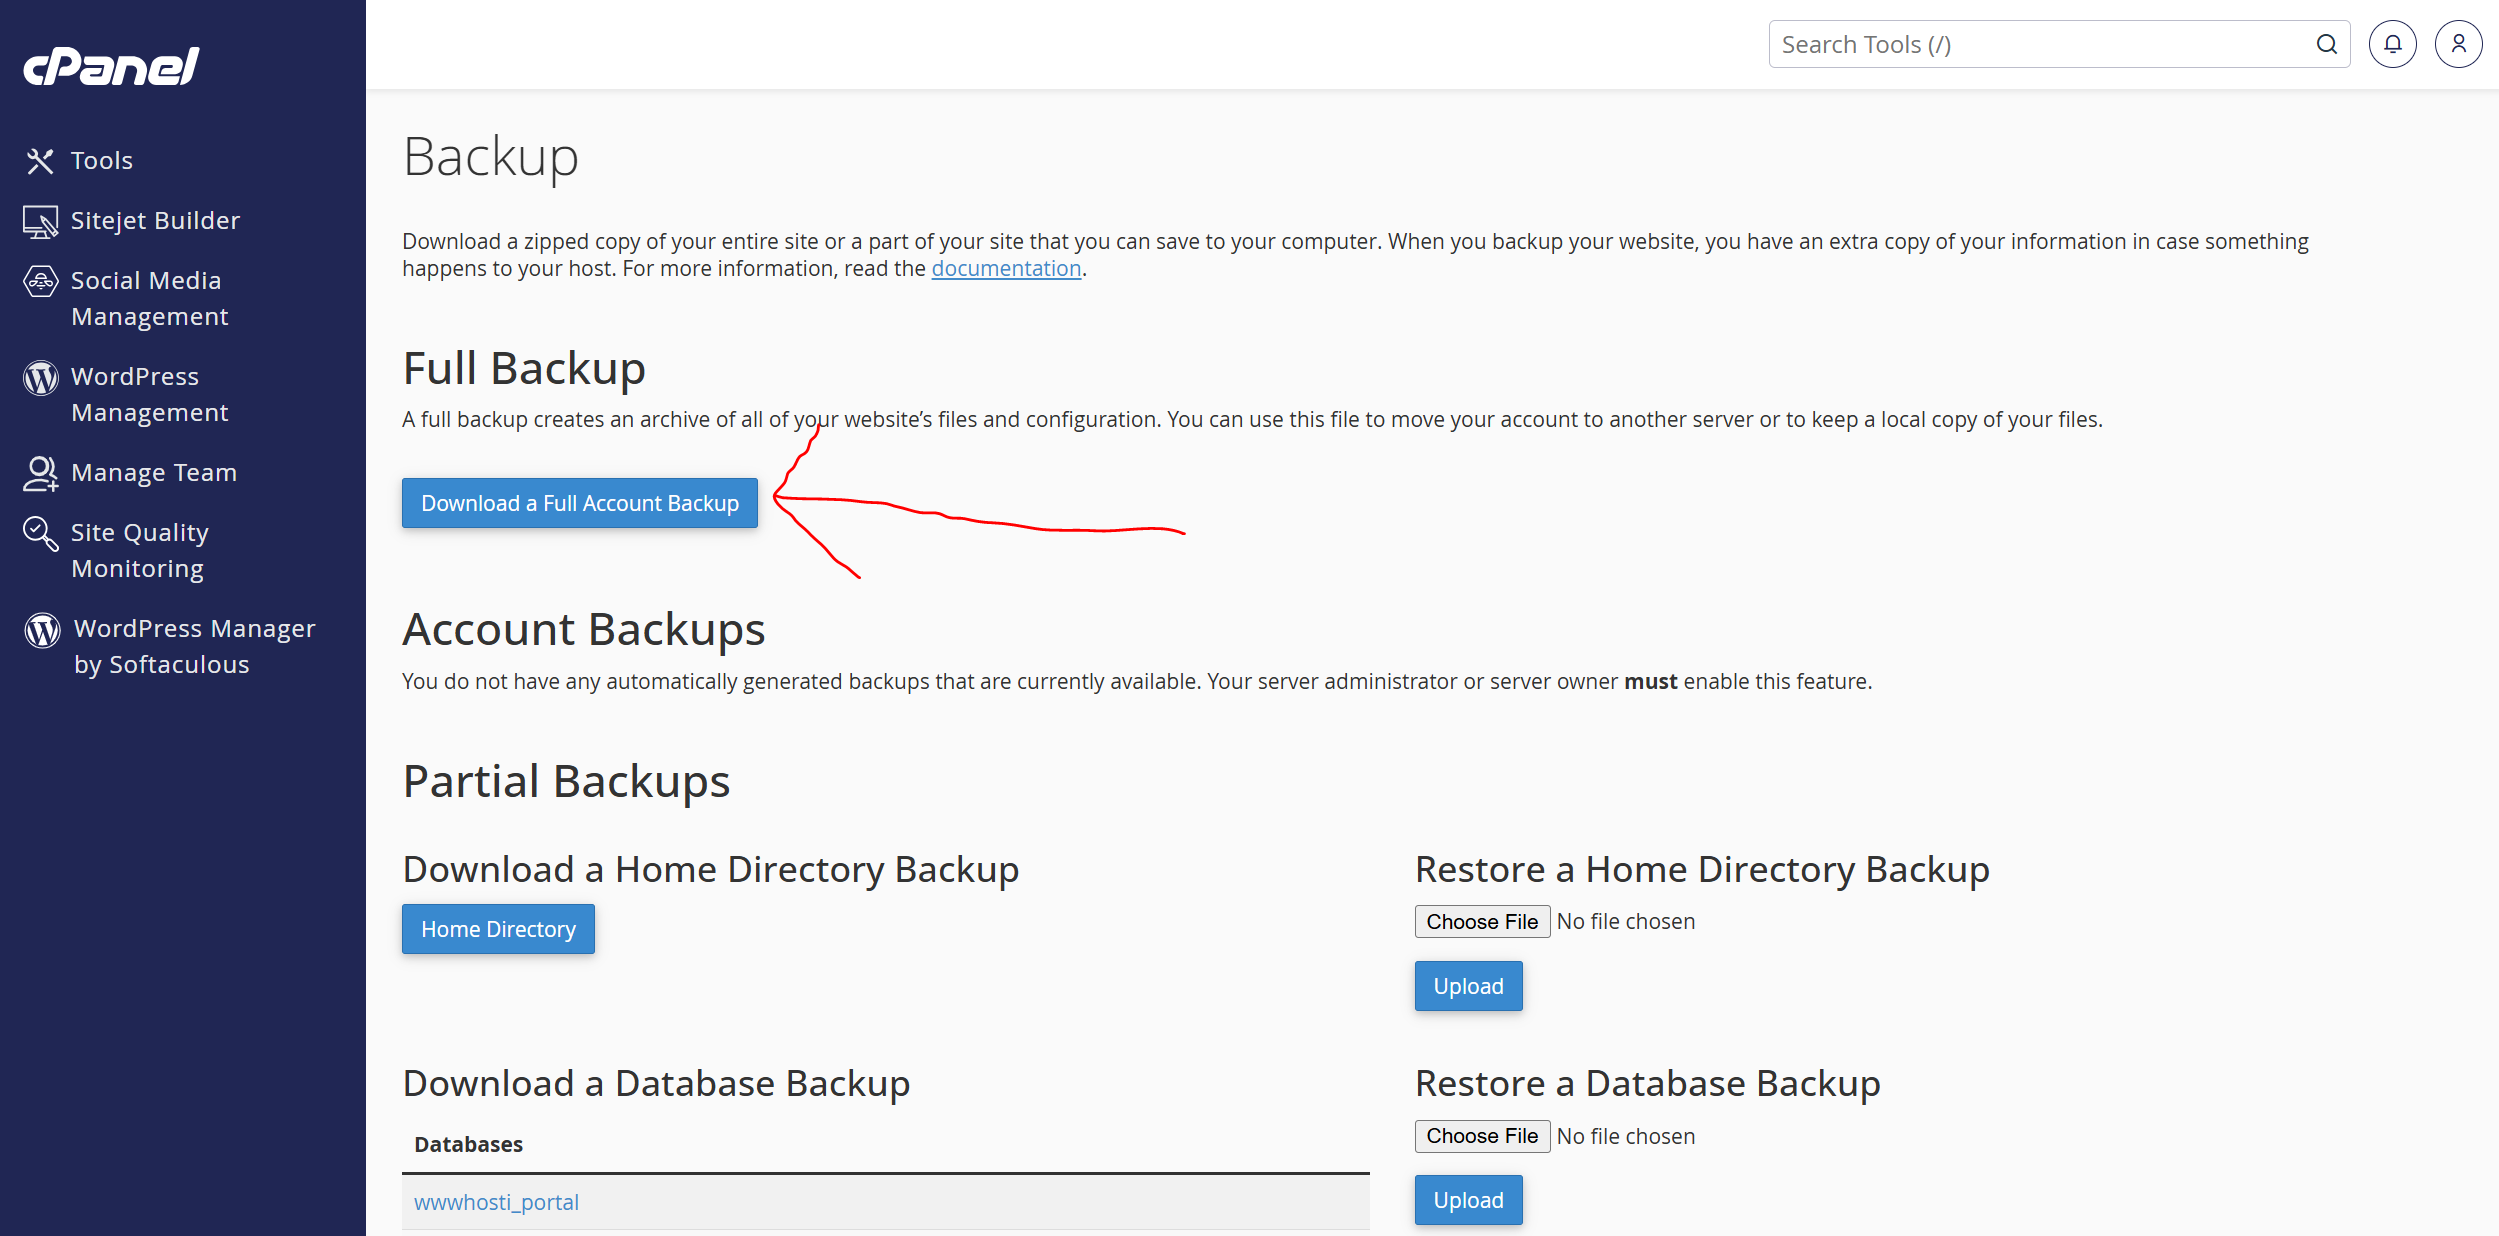 cPanel
Search Tools (/)
Tools
Sitejet Builder
Social Media
Management
WordPress
Management
Manage Team
Site Quality
Monitoring
WordPress Manager
by Softaculous
Backup
Download a zipped copy of your entire site or a part of your site that you can save to your computer. When you backup your website, you have an extra copy of your information in case something
happens to your host. For more information, read the documentation.
Full Backup
A full backup creates an archive of all of your website’s files and configuration. You can use this file to move your account to another server or to keep a local copy of your files.
Download a Full Account Backup
Account Backups
You do not have any automatically generated backups that are currently available. Your server administrator or server owner must enable this feature.
Partial Backups
Download a Home Directory Backup
Home Directory
Restore a Home Directory Backup
Choose File No file chosen
Upload
Download a Database Backup
Databases
wwwhosti_portal
Restore a Database Backup
Choose File No file chosen
Upload